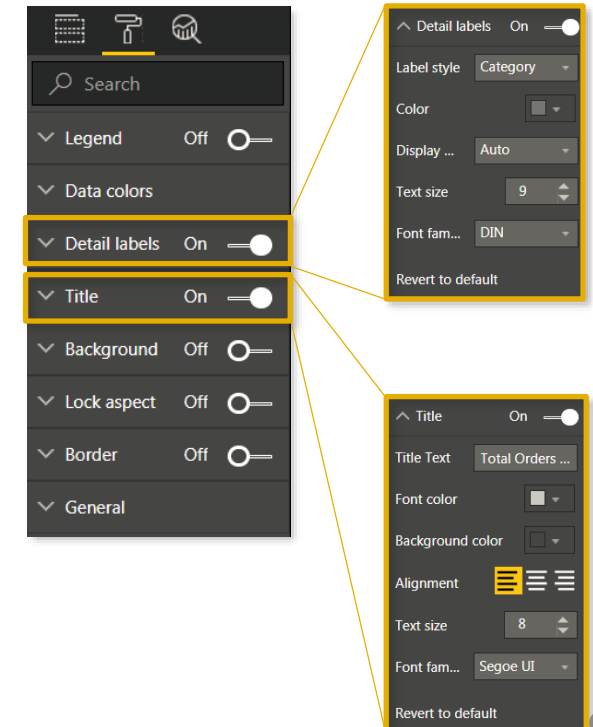 Search
Legend Off
Data colors
Detail labels On
Title On
Background Off
Lock aspect Off
Border Off
General
Detail labels On
Label style Category
Color
Display ... Auto
Text size 9
Font fam... DIN
Revert to default
Title On
Title Text Total Orders ...
Font color
Background color
Alignment
Text size 8
Font fam... Segoe UI
Revert to default